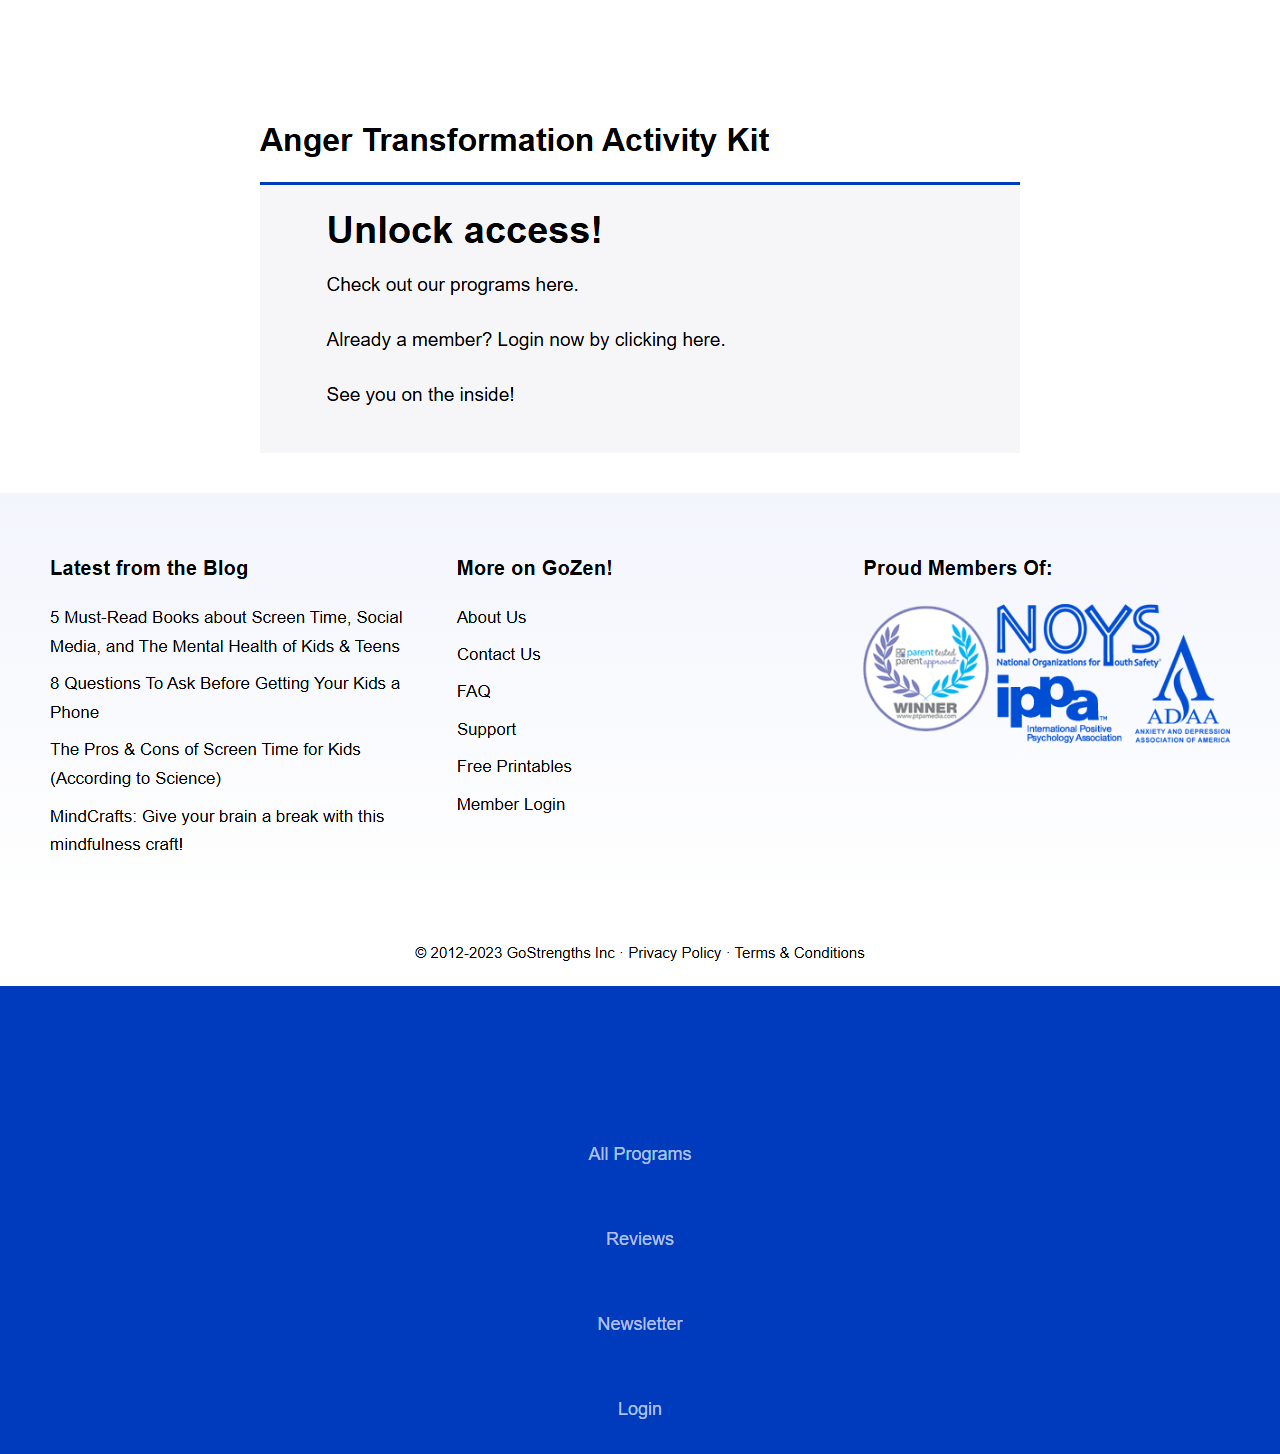 Anger Transformation Activity Kit
Unlock access!
Check out our programs here.
Already a member? Login now by clicking here.
See you on the inside!
Latest from the Blog
5 Must-Read Books about Screen Time, Social
Media, and The Mental Health of Kids & Teens
8 Questions To Ask Before Getting Your Kids a
Phone
The Pros & Cons of Screen Time for Kids
(According to Science)
MindCrafts: Give your brain a break with this
mindfulness craft!
More on GoZen!
About Us
Contact Us
FAQ
Support
Free Printables
Member Login
Proud Members Of:
parent tested
parent approved
WINNER
www.ptpamedia.com
NOYS
National Organizations for Youth Safety
ippa™
International Positive
Psychology Association
ADAA
ANXIETY AND DEPRESSION
ASSOCIATION OF AMERICA
© 2012-2023 GoStrengths Inc · Privacy Policy · Terms & Conditions
All Programs
Reviews
Newsletter
Login